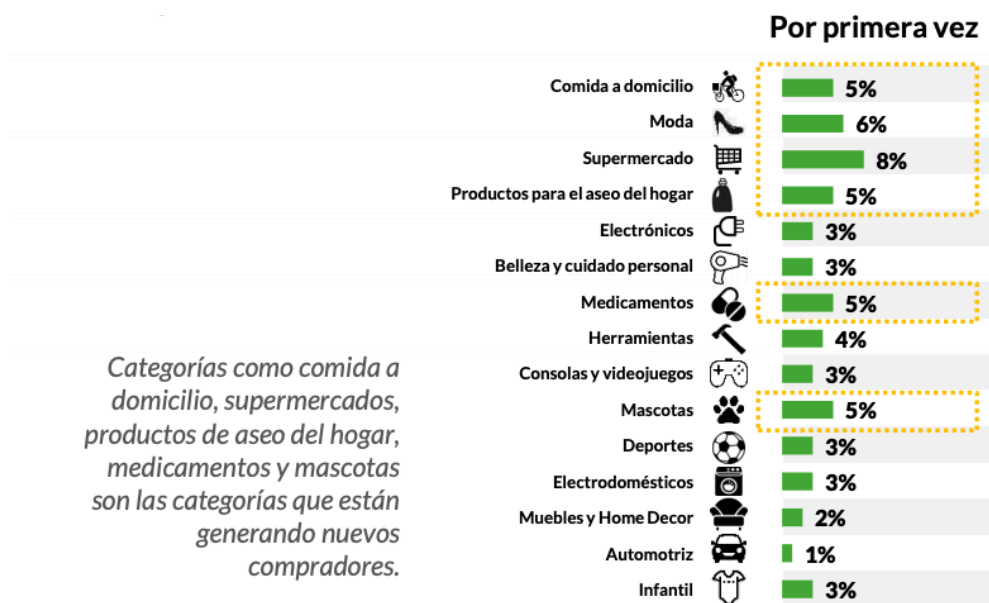 Por primera vez
Comida a domicilio 5%
Moda 6%
Supermercado 8%
Productos para el aseo del hogar 5%
Electrónicos 3%
Belleza y cuidado personal 3%
Medicamentos 5%
Herramientas 4%
Consolas y videojuegos 3%
Mascotas 5%
Deportes 3%
Electrodomésticos 3%
Muebles y Home Decor 2%
Automotriz 1%
Infantil 3%
Categorías como comida a
domicilio, supermercados,
productos de aseo del hogar,
medicamentos y mascotas
son las categorías que están
generando nuevos
compradores.